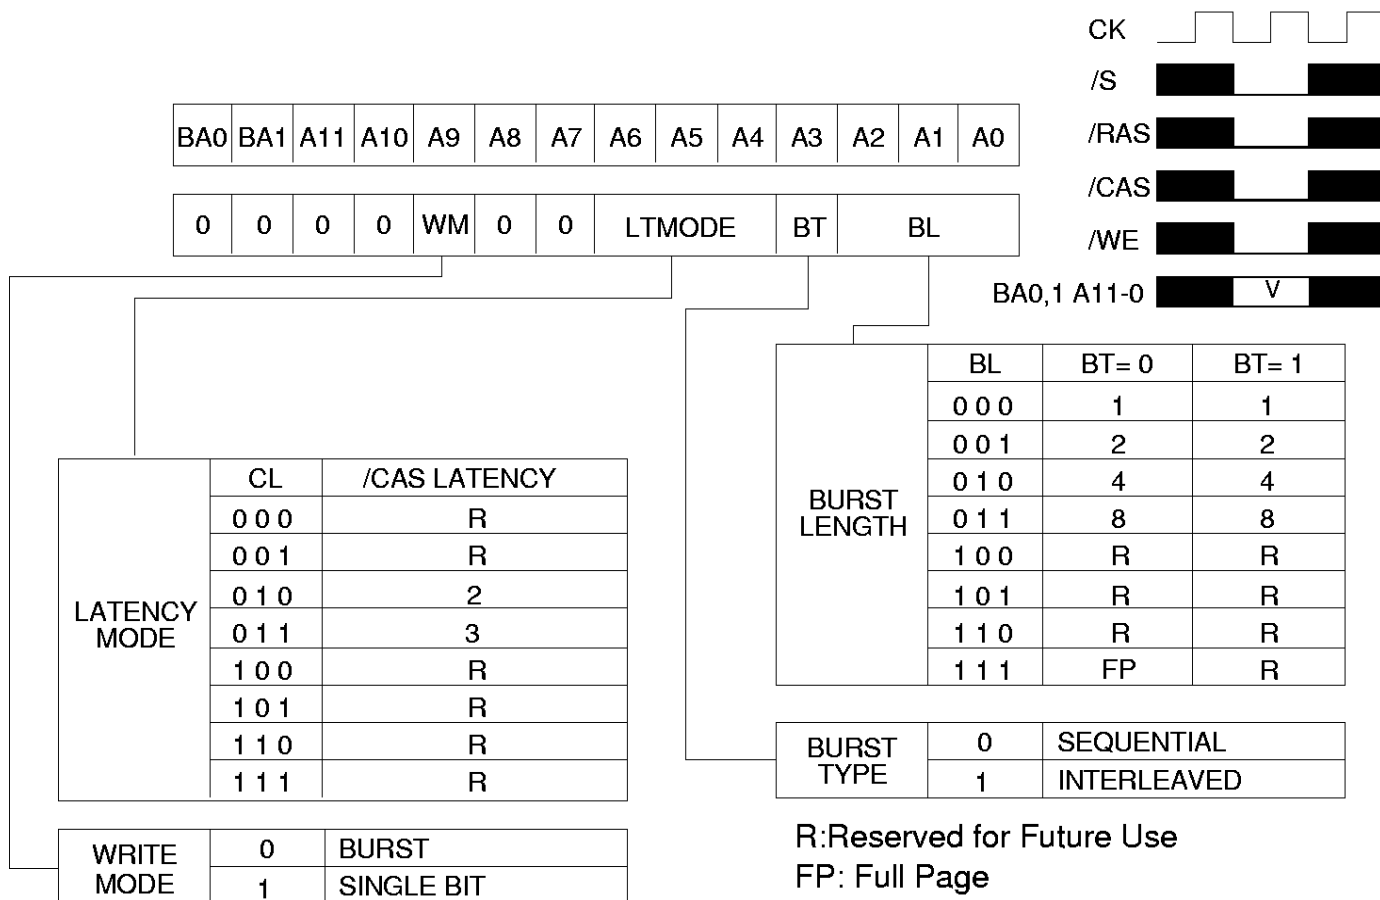 CK
/S
/RAS
/CAS
/WE
BA0,1 A11-0 V
BA0 BA1 A11 A10 A9 A8 A7 A6 A5 A4 A3 A2 A1 A0
0 0 0 0 WM 0 0 LTMODE BT BL
BURST
LENGTH
BL BT= 0 BT= 1
0 0 0 1 1
0 0 1 2 2
0 1 0 4 4
0 1 1 8 8
1 0 0 R R
1 0 1 R R
1 1 0 R R
1 1 1 FP R
LATENCY
MODE
CL /CAS LATENCY
0 0 0 R
0 0 1 R
0 1 0 2
0 1 1 3
1 0 0 R
1 0 1 R
1 1 0 R
1 1 1 R
BURST
TYPE
0 SEQUENTIAL
1 INTERLEAVED
WRITE
MODE
0 BURST
1 SINGLE BIT
R:Reserved for Future Use
FP: Full Page